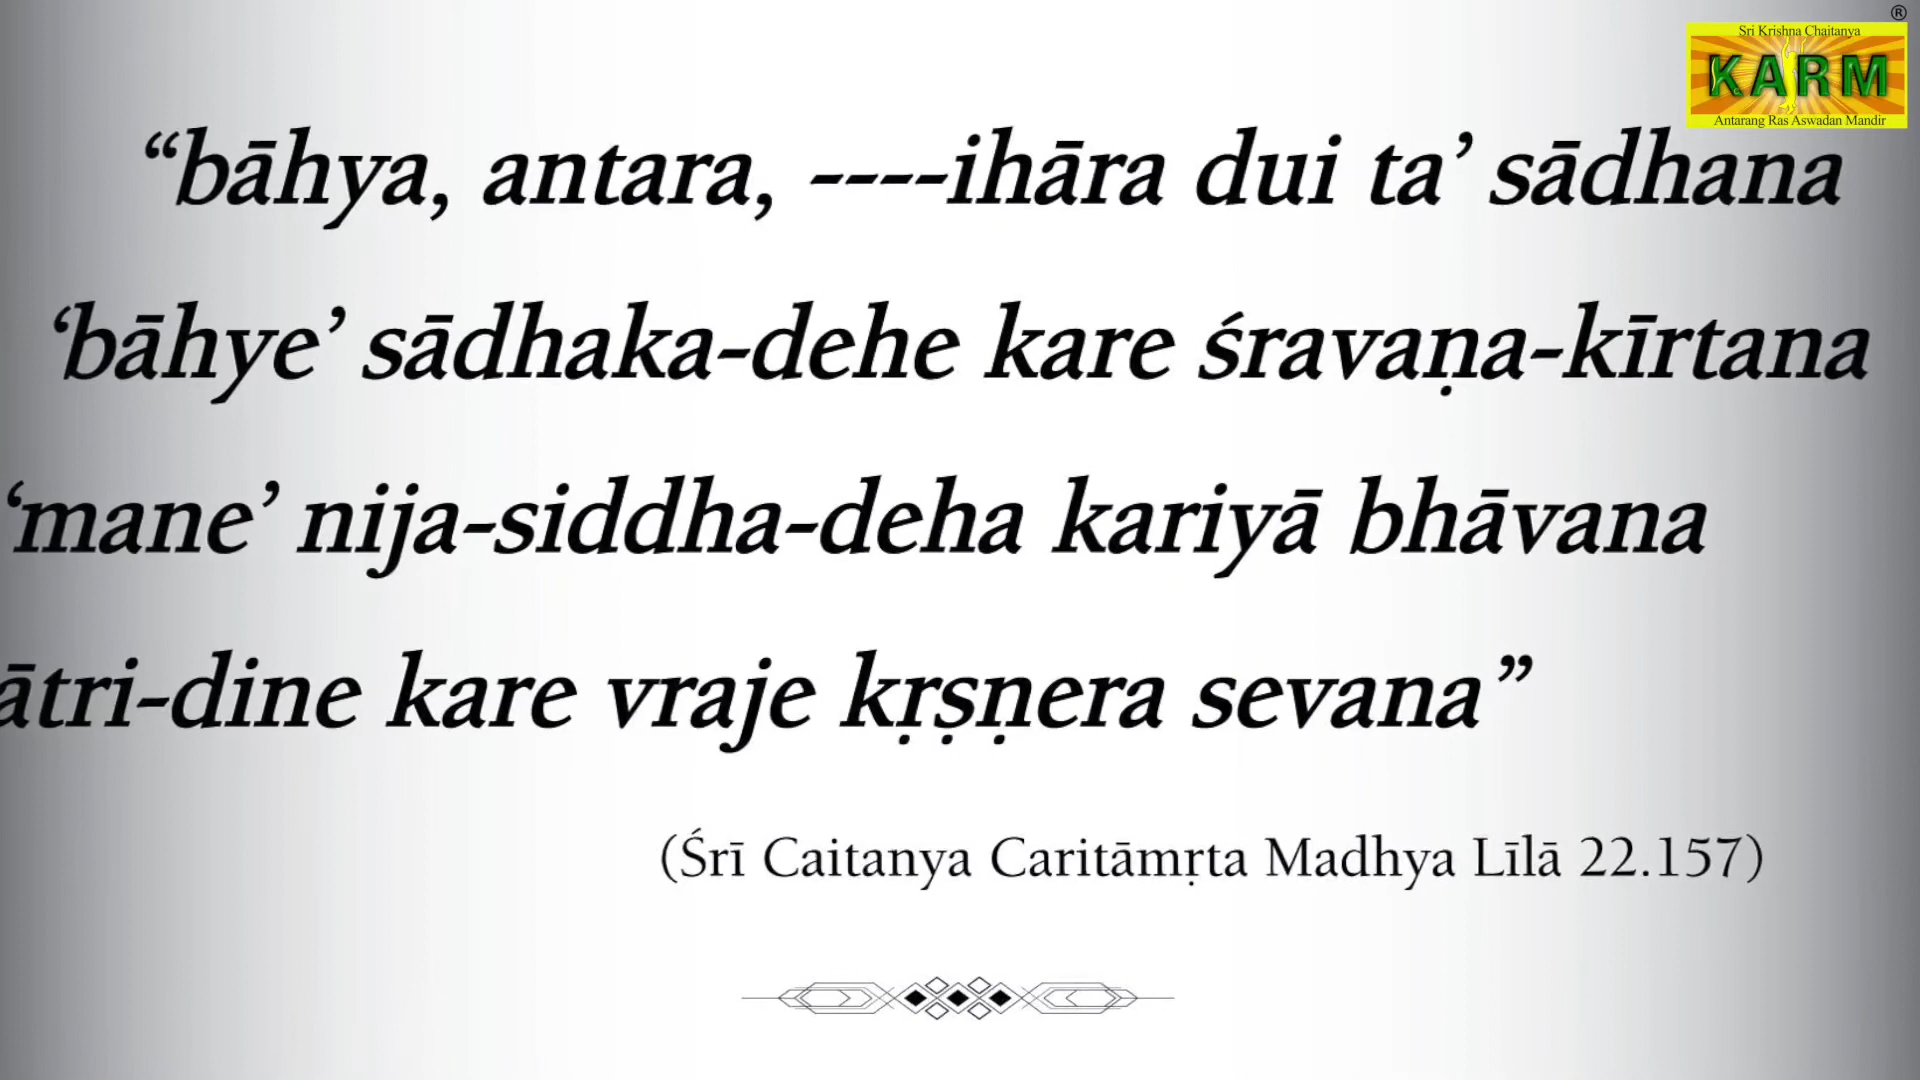 ®
Sri Krishna Chaitanya
KARM
Antarang Ras Aswadan Mandir
“bāhya, antara, ----ihāra dui ta’ sādhana
‘bāhye’ sādhaka-dehe kare śravaṇa-kīrtana
‘mane’ nija-siddha-deha kariyā bhāvana
ātri-dine kare vraje kṛṣṇera sevana”
(Śrī Caitanya Caritāmṛta Madhya Līlā 22.157)